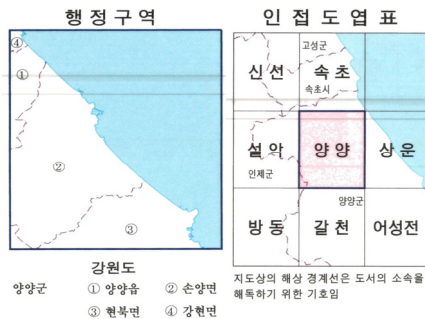 행정구역
④
①
②
③
강원도
양양군 ① 양양읍 ② 손양면
③ 현북면 ④ 강현면
인접도엽표
고성군
신선 속초
속초시
설악 양양 상운
인제군
양양군
방동 갈천 어성전
지도상의 해상 경계선은 도서의 소속을
해독하기 위한 기호임